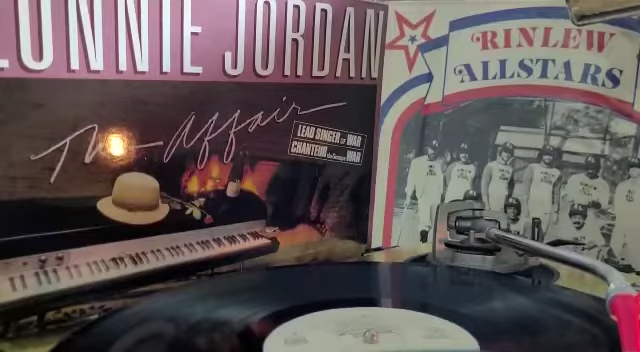 LONNIE JORDAN
The Affair
LEAD SINGER OF WAR
CHANTEUR du Groupe WAR
RINLEW
ALLSTARS